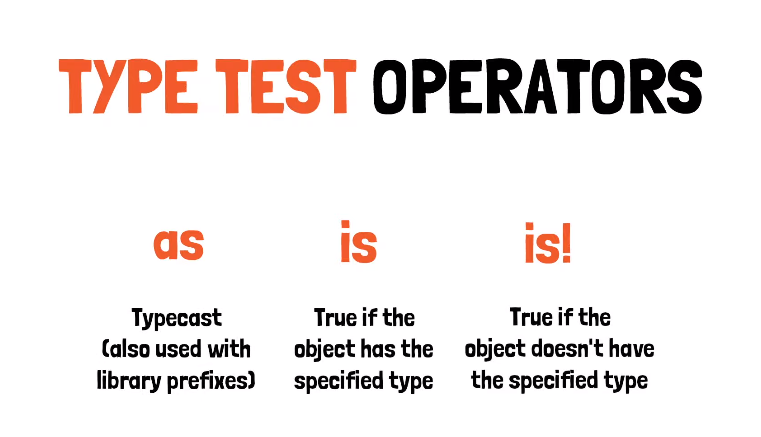 TYPE TEST OPERATORS
as is is!
Typecast True if the True if the
(also used with object has the object doesn't have
library prefixes) specified type the specified type